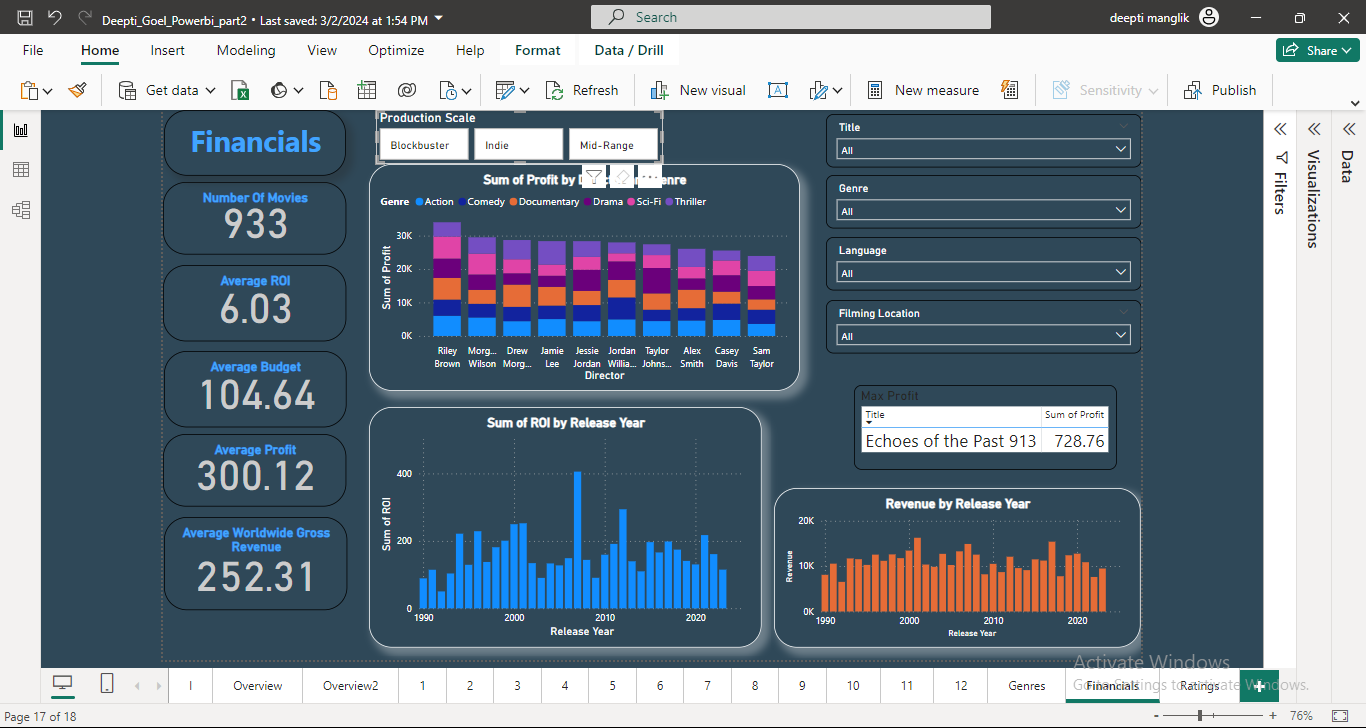 Deepti_Goel_Powerbi_part2 • Last saved: 3/2/2024 at 1:54 PM
Search
deepti manglik
File Home Insert Modeling View Optimize Help Format Data / Drill
Share
Get data
Refresh
New visual
New measure
Sensitivity
Publish
Financials
Number Of Movies
933
Average ROI
6.03
Average Budget
104.64
Average Profit
300.12
Average Worldwide Gross
Revenue
252.31
Production Scale
Blockbuster Indie Mid-Range
Sum of Profit by
Genre Action Comedy Documentary Drama Sci-Fi Thriller
Sum of Profit
30K
20K
10K
0K
Riley Morg... Drew Jamie Jessie Jordan Taylor Alex Casey Sam
Brown Wilson Morg... Lee Jordan Willia... Johns... Smith Davis Taylor
Director
Sum of ROI by Release Year
Sum of ROI
400
200
0
1990 2000 2010 2020
Release Year
Title
All
Genre
All
Language
All
Filming Location
All
Max Profit
Title Sum of Profit
Echoes of the Past 913 728.76
Revenue by Release Year
Revenue
20K
10K
0K
1990 2000 2010 2020
Release Year
Filters
Visualizations
Data
Activate Windows
Go to Settings to activate Windows.
I Overview Overview2 1 2 3 4 5 6 7 8 9 10 11 12 Genres Financials Ratings +
Page 17 of 18
- + 76%